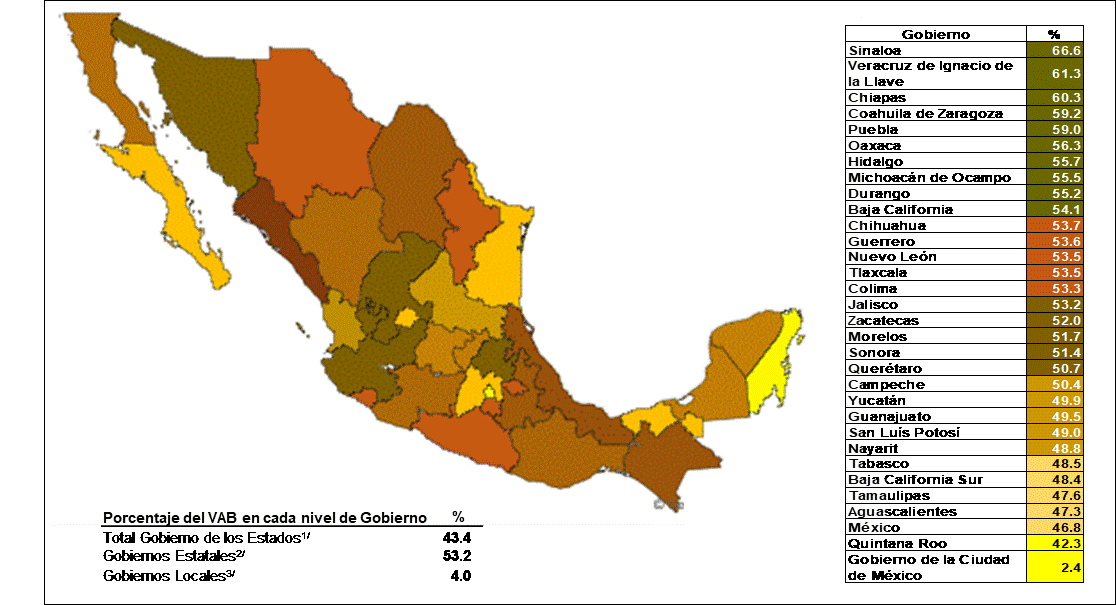 Gobierno %
Sinaloa 66.6
Veracruz de Ignacio de
la Llave 61.3
Chiapas 60.3
Coahuila de Zaragoza 59.2
Puebla 59.0
Oaxaca 56.3
Hidalgo 55.7
Michoacán de Ocampo 55.5
Durango 55.2
Baja California 54.1
Chihuahua 53.7
Guerrero 53.6
Nuevo León 53.5
Tlaxcala 53.5
Colima 53.3
Jalisco 53.2
Zacatecas 52.0
Morelos 51.7
Sonora 51.4
Querétaro 50.7
Campeche 50.4
Yucatán 49.9
Guanajuato 49.5
San Luís Potosí 49.0
Nayarit 48.8
Tabasco 48.5
Baja California Sur 48.4
Tamaulipas 47.6
Aguascalientes 47.3
México 46.8
Quintana Roo 42.3
Gobierno de la Ciudad
de México 2.4
Porcentaje del VAB en cada nivel de Gobierno %
Total Gobierno de los Estados1/ 43.4
Gobiernos Estatales2/ 53.2
Gobiernos Locales3/ 4.0